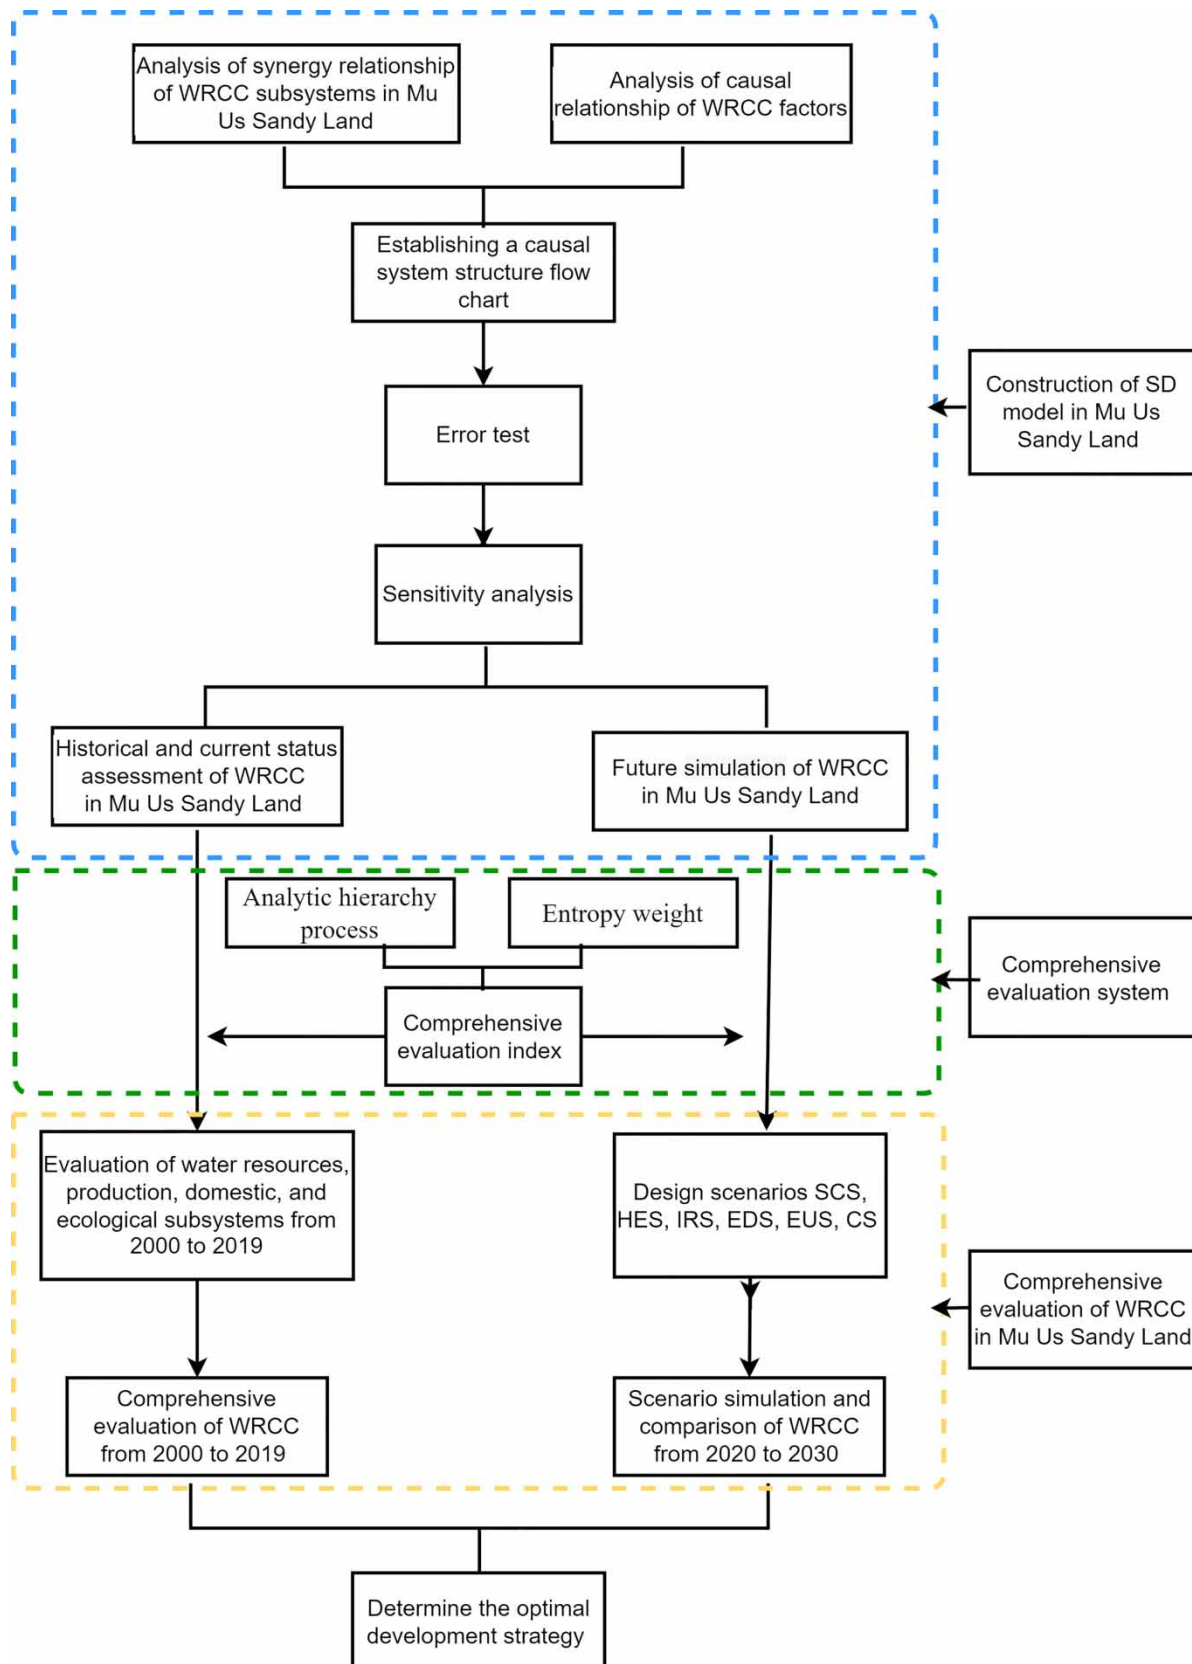 Analysis of synergy relationship
of WRCC subsystems in Mu
Us Sandy Land
Analysis of causal
relationship of WRCC factors
Establishing a causal
system structure flow
chart
Error test
Construction of SD
model in Mu Us
Sandy Land
Sensitivity analysis
Historical and current status
assessment of WRCC
in Mu Us Sandy Land
Future simulation of WRCC
in Mu Us Sandy Land
Analytic hierarchy
process
Entropy weight
Comprehensive
evaluation system
Comprehensive
evaluation index
Evaluation of water resources,
production, domestic, and
ecological subsystems from
2000 to 2019
Design scenarios SCS,
HES, IRS, EDS, EUS, CS
Comprehensive
evaluation of WRCC
in Mu Us Sandy Land
Comprehensive
evaluation of WRCC
from 2000 to 2019
Scenario simulation and
comparison of WRCC
from 2020 to 2030
Determine the optimal
development strategy